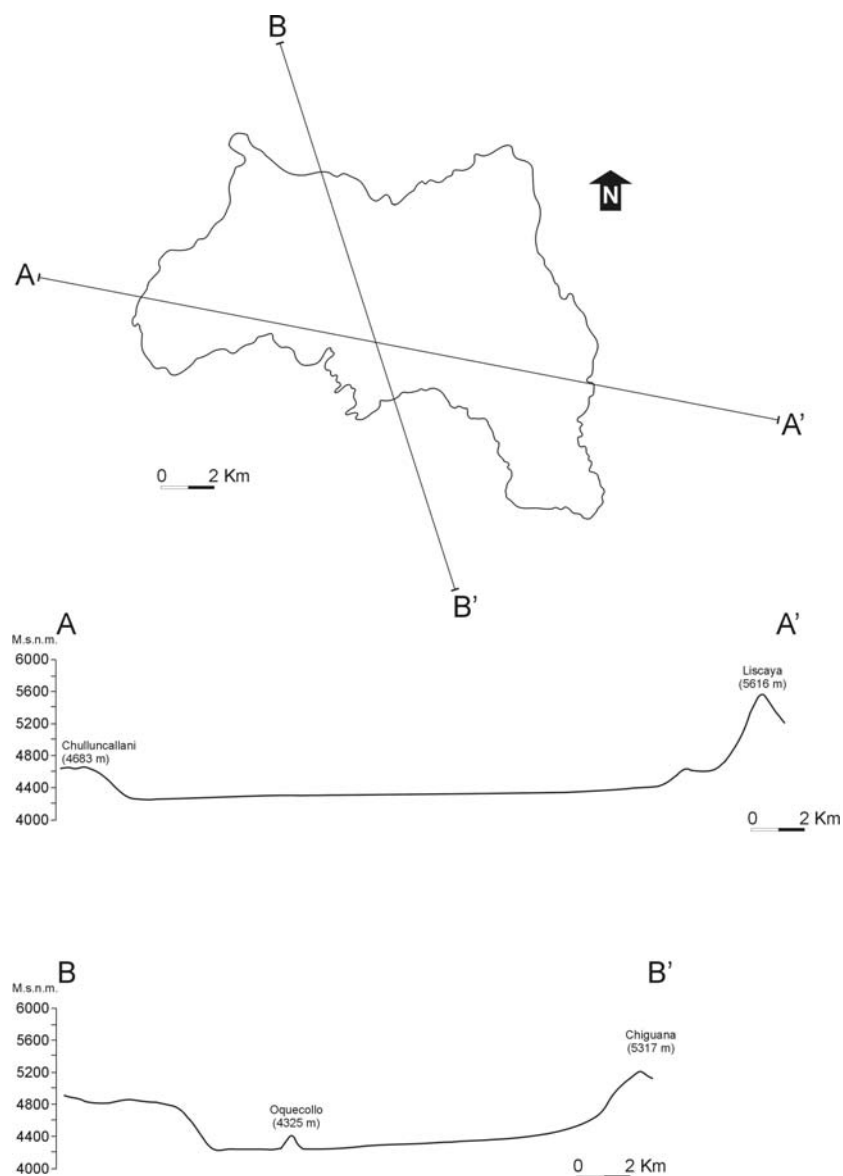 B
N
A
A'
0 2 Km
B'
A A'
M.s.n.m.
6000
5600
5200
4800
4400
4000
Chulluncallani
(4683 m)
Liscaya
(5616 m)
0 2 Km
B B'
M.s.n.m.
6000
5600
5200
4800
4400
4000
Oquecollo
(4325 m)
Chiguana
(5317 m)
0 2 Km